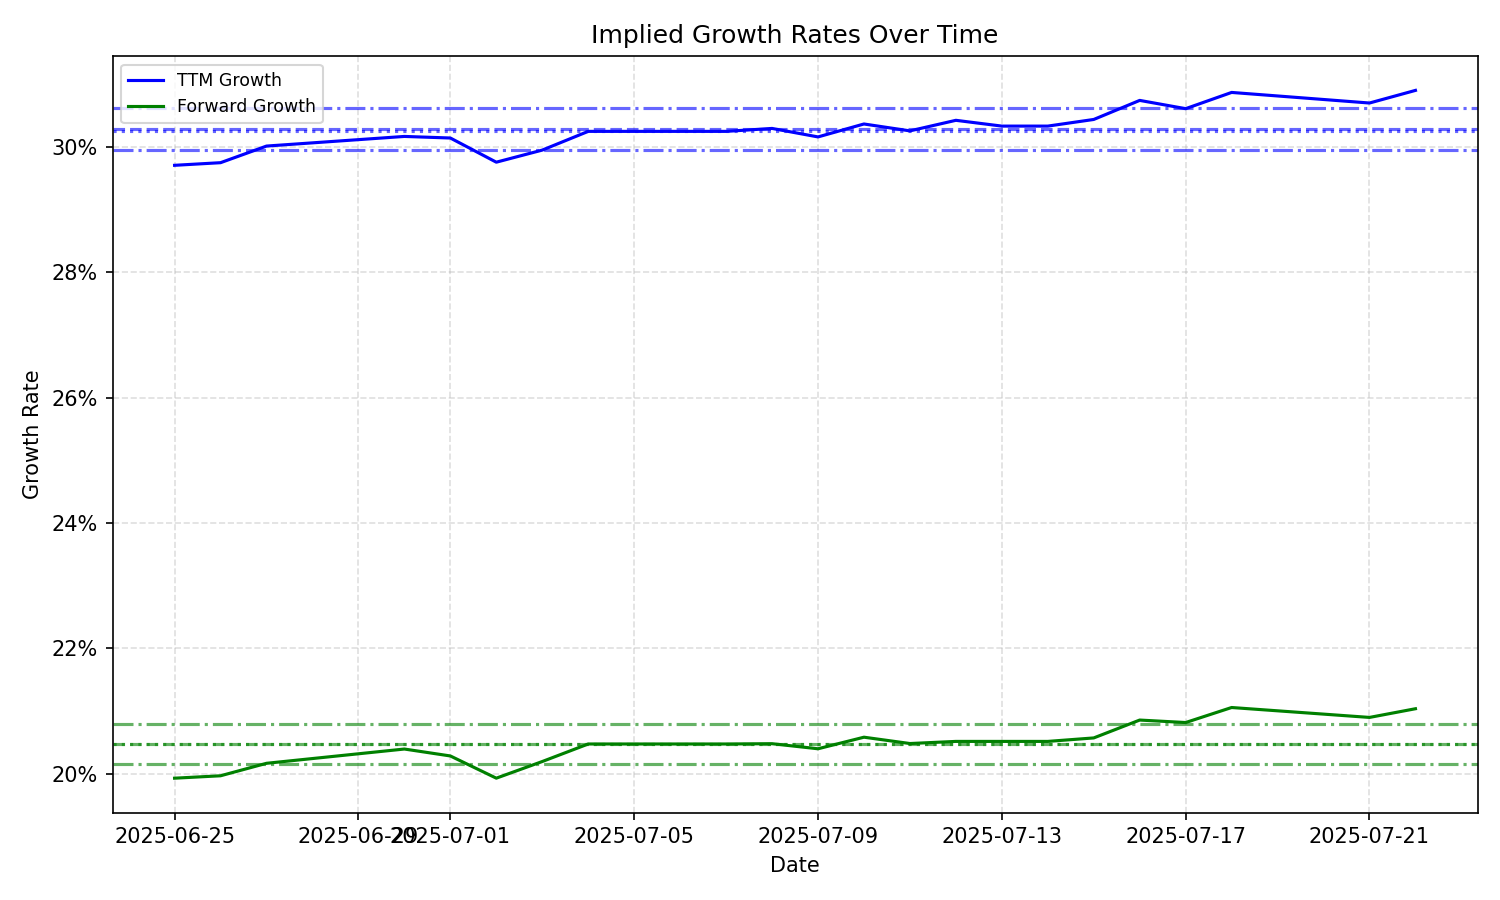 Implied Growth Rates Over Time
TTM Growth
Forward Growth
30%
28%
26%
24%
22%
20%
Growth Rate
2025-06-25
2025-06-29
2025-07-01
2025-07-05
2025-07-09
2025-07-13
2025-07-17
2025-07-21
Date